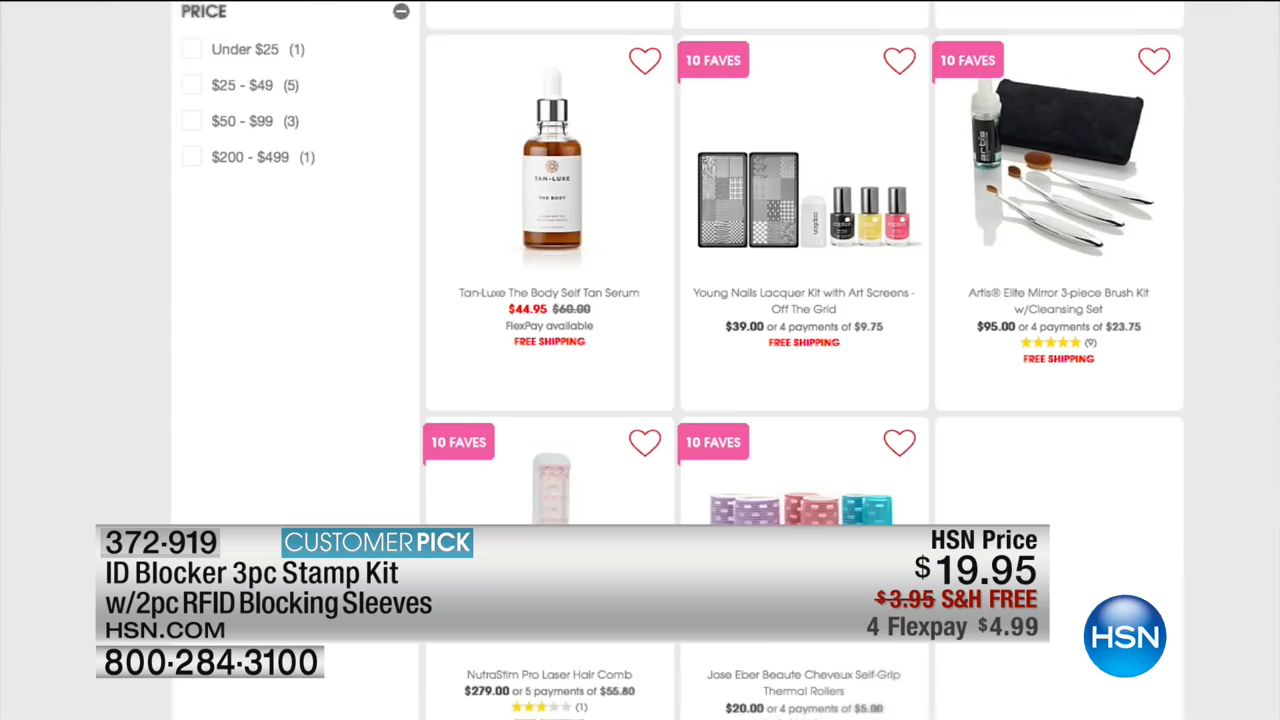 PRICE
Under $25 (1)
$25 - $49 (5)
$50 - $99 (3)
$200 - $499 (1)
TAN-LUXE
THE BODY
Tan-Luxe The Body Self Tan Serum
$44.95 $60.00
FlexPay available
FREE SHIPPING
10 FAVES
caption
Young Nails Lacquer Kit with Art Screens -
Off The Grid
$39.00 or 4 payments of $9.75
FREE SHIPPING
10 FAVES
artis
Artis® Elite Mirror 3-piece Brush Kit
w/Cleansing Set
$95.00 or 4 payments of $23.75
(9)
FREE SHIPPING
10 FAVES
10 FAVES
372-919
CUSTOMER PICK
ID Blocker 3pc Stamp Kit
w/2pc RFID Blocking Sleeves
HSN.COM
800-284-3100
HSN Price
$19.95
$3.95 S&H FREE
4 Flexpay $4.99
HSN
NutraStim Pro Laser Hair Comb
$279.00 or 5 payments of $55.80
(1)
Jose Eber Beaute Cheveux Self-Grip
Thermal Rollers
$20.00 or 4 payments of $5.00